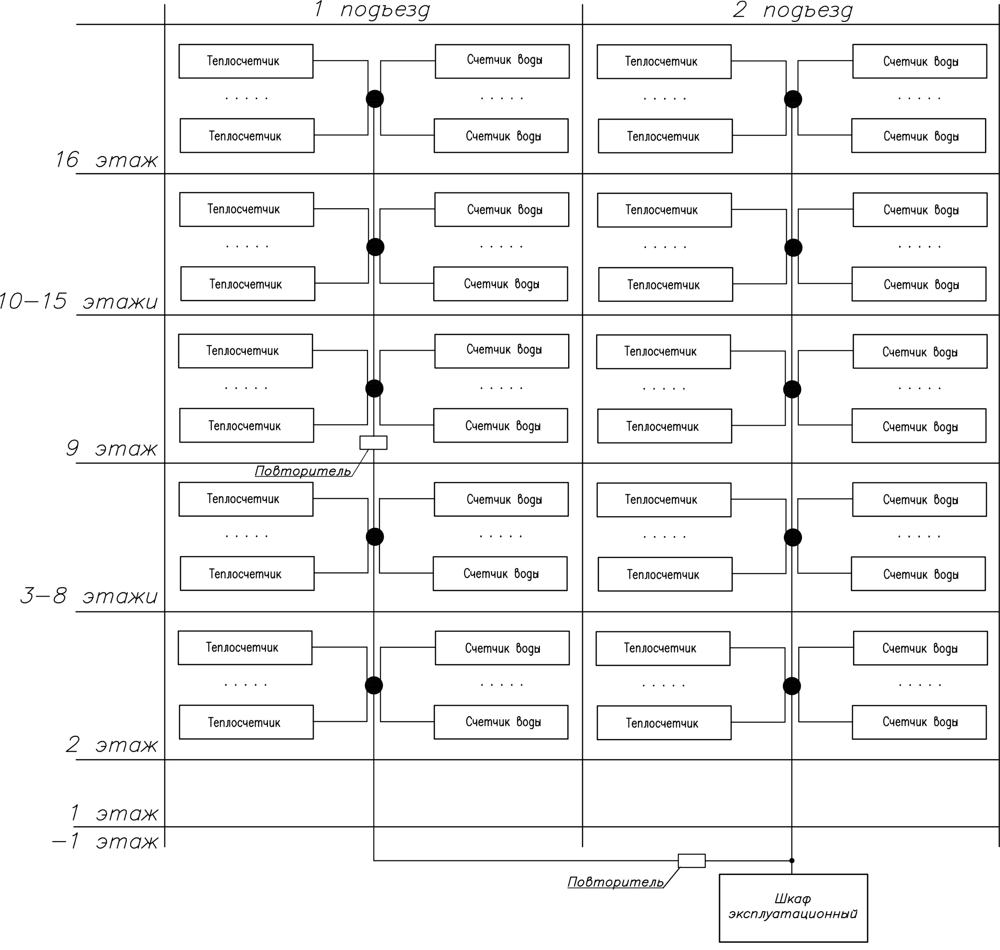 1 подъезд 2 подъезд
Теплосчетчик Счетчик воды Теплосчетчик Счетчик воды
. . . . . . . . . . . . . . . . . . . .
Теплосчетчик Счетчик воды Теплосчетчик Счетчик воды
16 этаж
Теплосчетчик Счетчик воды Теплосчетчик Счетчик воды
. . . . . . . . . . . . . . . . . . . .
Теплосчетчик Счетчик воды Теплосчетчик Счетчик воды
10-15 этажи
Теплосчетчик Счетчик воды Теплосчетчик Счетчик воды
. . . . . . . . . . . . . . . . . . . .
Теплосчетчик Счетчик воды Теплосчетчик Счетчик воды
9 этаж
Повторитель
Теплосчетчик Счетчик воды Теплосчетчик Счетчик воды
. . . . . . . . . . . . . . . . . . . .
Теплосчетчик Счетчик воды Теплосчетчик Счетчик воды
3-8 этажи
Теплосчетчик Счетчик воды Теплосчетчик Счетчик воды
. . . . . . . . . . . . . . . . . . . .
Теплосчетчик Счетчик воды Теплосчетчик Счетчик воды
2 этаж
1 этаж
-1 этаж
Повторитель
Шкаф
эксплуатационный